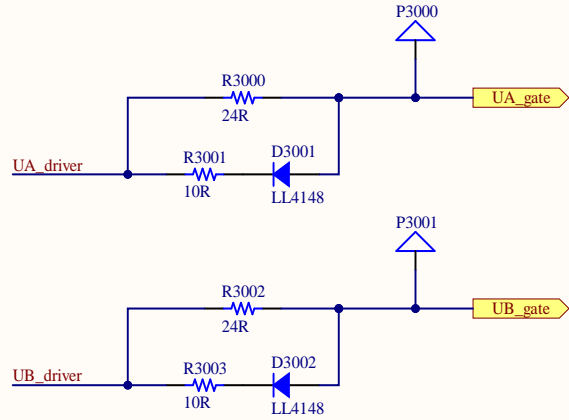 P3000
R3000
24R
UA_gate
UA_driver
R3001
10R
D3001
LL4148
P3001
R3002
24R
UB_gate
UB_driver
R3003
10R
D3002
LL4148